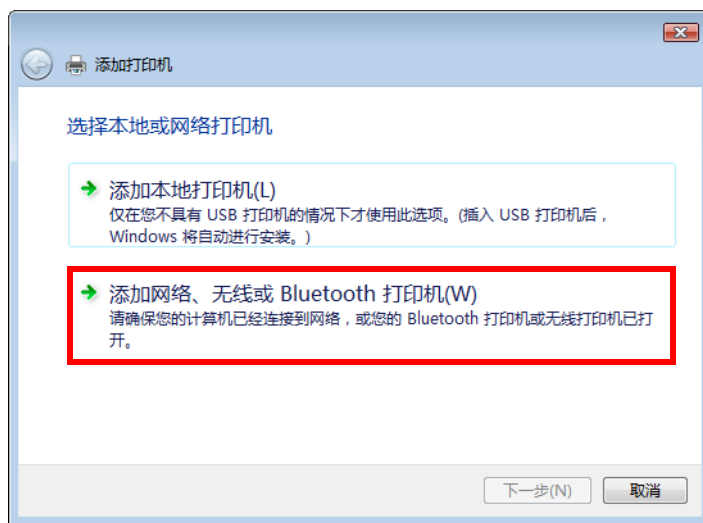 添加打印机
选择本地或网络打印机
添加本地打印机(L)
仅在您不具有 USB 打印机的情况下才使用此选项。(插入 USB 打印机后，
Windows 将自动进行安装。)
添加网络、无线或 Bluetooth 打印机(W)
请确保您的计算机已经连接到网络，或您的 Bluetooth 打印机或无线打印机已打
开。
下一步(N)
取消